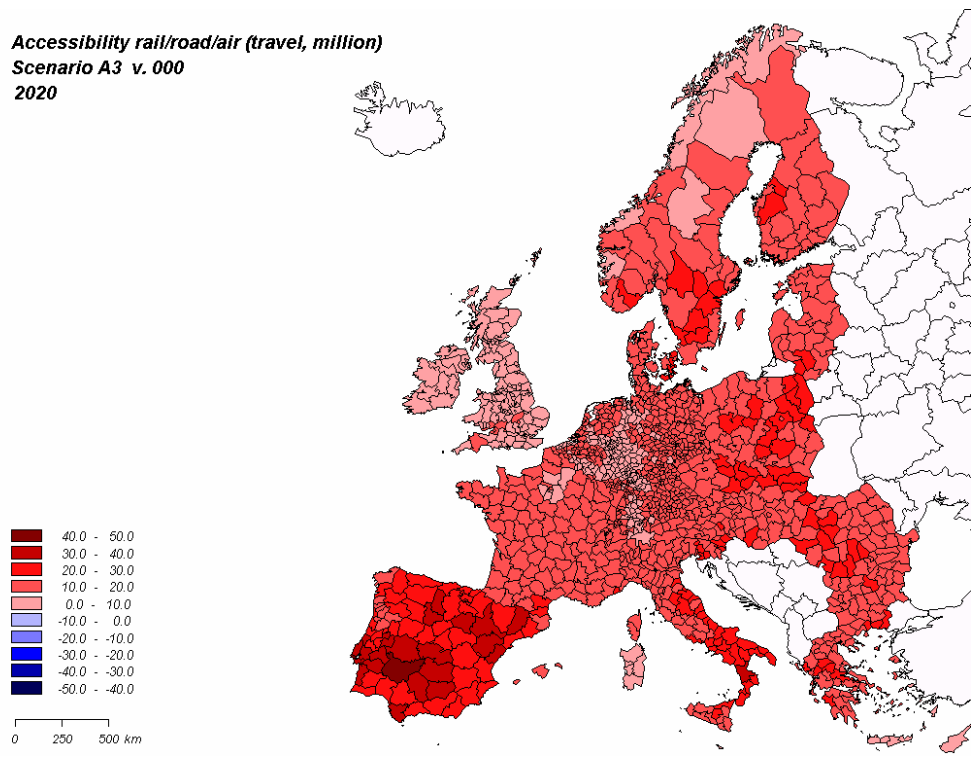 Accessibility rail/road/air (travel, million)
Scenario A3 v. 000
2020
40.0 - 50.0
30.0 - 40.0
20.0 - 30.0
10.0 - 20.0
0.0 - 10.0
-10.0 - 0.0
-20.0 - -10.0
-30.0 - -20.0
-40.0 - -30.0
-50.0 - -40.0
0 250 500 km